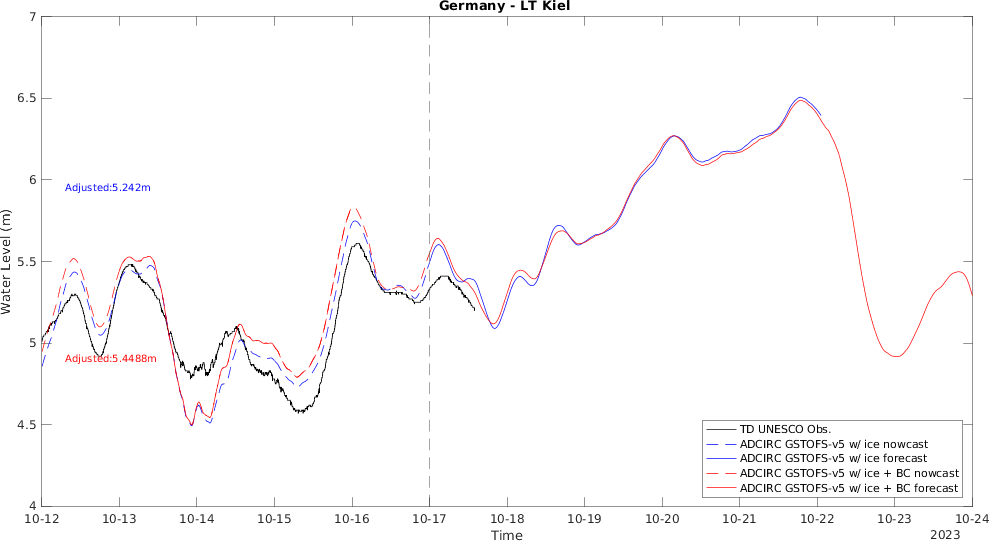 Germany - LT Kiel
7
6.5
6
5.5
5
4.5
4
Water Level (m)
Adjusted:5.242m
Adjusted:5.4488m
TD UNESCO Obs.
ADCIRC GSTOFS-v5 w/ ice nowcast
ADCIRC GSTOFS-v5 w/ ice forecast
ADCIRC GSTOFS-v5 w/ ice + BC nowcast
ADCIRC GSTOFS-v5 w/ ice + BC forecast
10-12 10-13 10-14 10-15 10-16 10-17 10-18 10-19 10-20 10-21 10-22 10-23 10-24
Time
2023